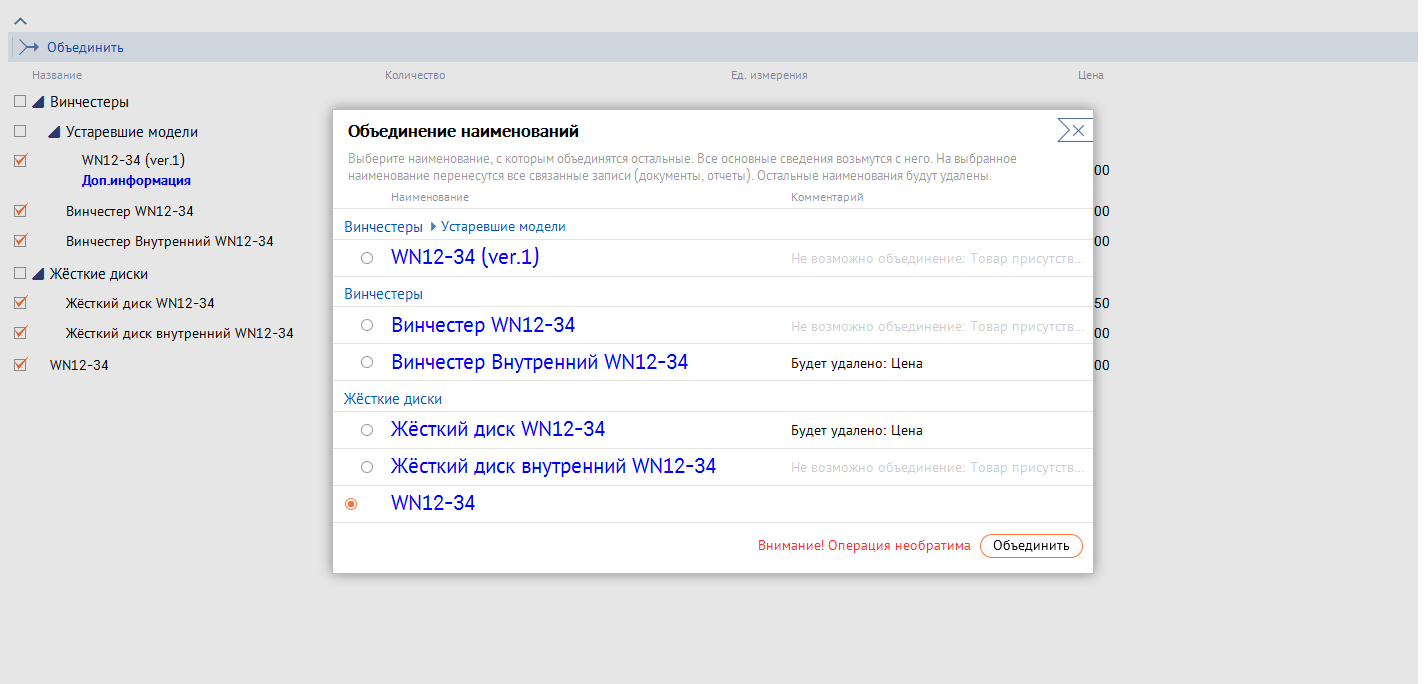 Объединить
Название Количество Ед. измерения Цена
Винчестеры
Устаревшие модели
WN12-34 (ver.1)
Доп.информация
00
Винчестер WN12-34
00
Винчестер Внутренний WN12-34
00
Жёсткие диски
Жёсткий диск WN12-34
50
Жёсткий диск внутренний WN12-34
00
WN12-34
00
Объединение наименований
Выберите наименование, с которым объединятся остальные. Все основные сведения возьмутся с него. На выбранное
наименование перенесутся все связанные записи (документы, отчеты). Остальные наименования будут удалены.
Наименование Комментарий
Винчестеры Устаревшие модели
WN12-34 (ver.1) Не возможно объединение: Товар присутств...
Винчестеры
Винчестер WN12-34 Не возможно объединение: Товар присутств...
Винчестер Внутренний WN12-34 Будет удалено: Цена
Жёсткие диски
Жёсткий диск WN12-34 Будет удалено: Цена
Жёсткий диск внутренний WN12-34 Не возможно объединение: Товар присутств...
WN12-34
Внимание! Операция необратима Объединить